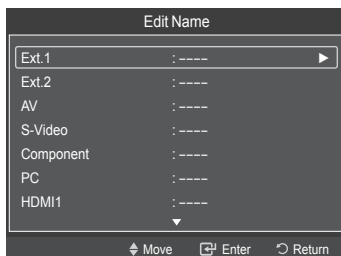 Edit Name
Ext.1 : ---- ►
Ext.2 : ----
AV : ----
S-Video : ----
Component : ----
PC : ----
HDMI1 : ----
▼
Move Enter Return